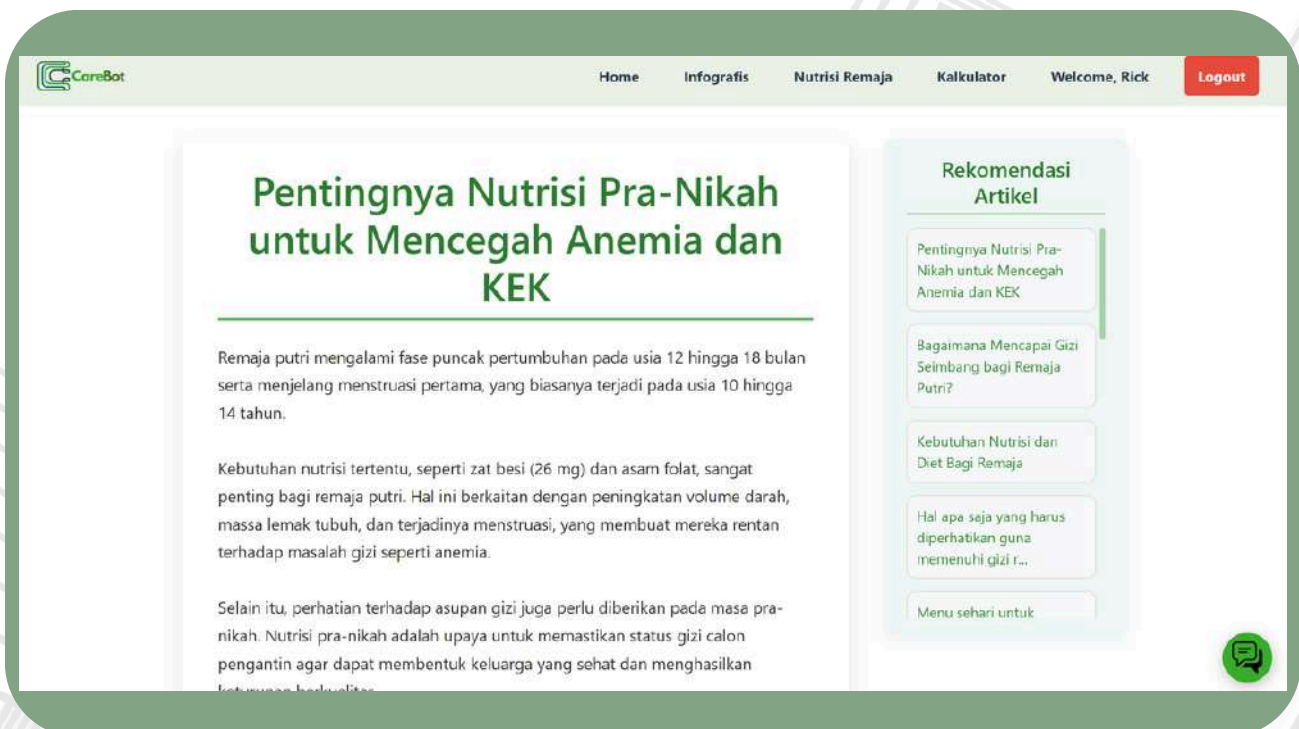 CareBot
Home Infografis Nutrisi Remaja Kalkulator Welcome, Rick Logout
Pentingnya Nutrisi Pra-Nikah
untuk Mencegah Anemia dan
KEK
Remaja putri mengalami fase puncak pertumbuhan pada usia 12 hingga 18 bulan
serta menjelang menstruasi pertama, yang biasanya terjadi pada usia 10 hingga
14 tahun.
Kebutuhan nutrisi tertentu, seperti zat besi (26 mg) dan asam folat, sangat
penting bagi remaja putri. Hal ini berkaitan dengan peningkatan volume darah,
massa lemak tubuh, dan terjadinya menstruasi, yang membuat mereka rentan
terhadap masalah gizi seperti anemia.
Selain itu, perhatian terhadap asupan gizi juga perlu diberikan pada masa pra-
nikah. Nutrisi pra-nikah adalah upaya untuk memastikan status gizi calon
pengantin agar dapat membentuk keluarga yang sehat dan menghasilkan
Rekomendasi
Artikel
Pentingnya Nutrisi Pra-
Nikah untuk Mencegah
Anemia dan KEK
Bagaimana Mencapai Gizi
Seimbang bagi Remaja
Putri?
Kebutuhan Nutrisi dan
Diet Bagi Remaja
Hal apa saja yang harus
diperhatikan guna
memenuhi gizi r...
Menu sehari untuk